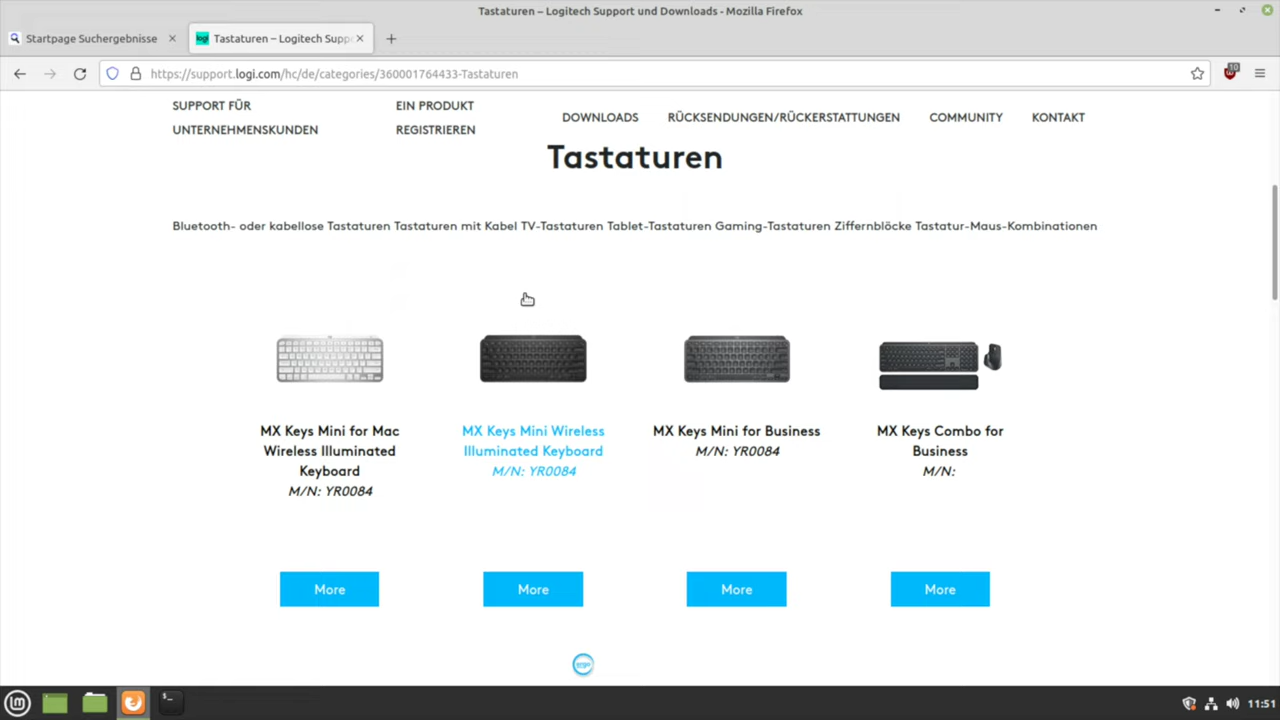 Tastaturen – Logitech Support und Downloads - Mozilla Firefox
Startpage Suchergebnisse
logi Tastaturen – Logitech Supp
https://support.logi.com/hc/de/categories/360001764433-Tastaturen
10
SUPPORT FÜR
UNTERNEHMENSKUNDEN
EIN PRODUKT
REGISTRIEREN
DOWNLOADS
RÜCKSENDUNGEN/RÜCKERSTATTUNGEN
COMMUNITY
KONTAKT
Tastaturen
Bluetooth- oder kabellose Tastaturen Tastaturen mit Kabel TV-Tastaturen Tablet-Tastaturen Gaming-Tastaturen Ziffernblöcke Tastatur-Maus-Kombinationen
MX Keys Mini for Mac
Wireless Illuminated
Keyboard
M/N: YR0084
MX Keys Mini Wireless
Illuminated Keyboard
M/N: YR0084
MX Keys Mini for Business
M/N: YR0084
MX Keys Combo for
Business
M/N:
More
More
More
More
11:51